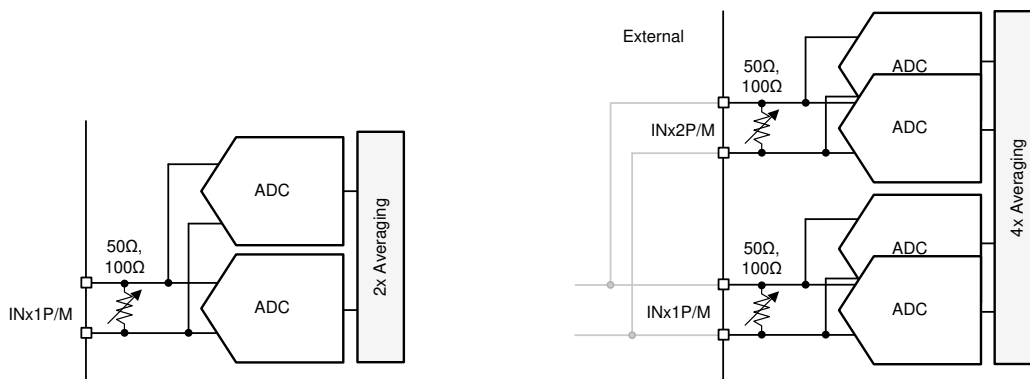 50Ω,
100Ω
INx1P/M
ADC
ADC
2x Averaging
External
50Ω,
100Ω
INx2P/M
ADC
ADC
50Ω,
100Ω
INx1P/M
ADC
ADC
4x Averaging